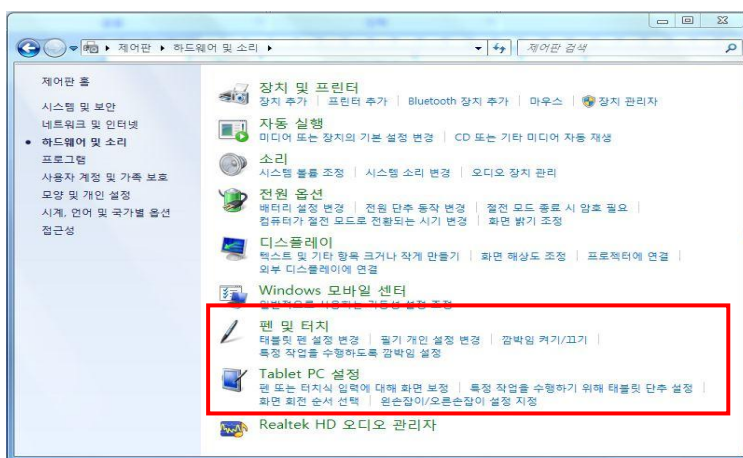 제어판 ▸ 하드웨어 및 소리 ▸
제어판 검색
제어판 홈
시스템 및 보안
네트워크 및 인터넷
하드웨어 및 소리
프로그램
사용자 계정 및 가족 보호
모양 및 개인 설정
시계, 언어 및 국가별 옵션
접근성
장치 및 프린터
장치 추가 | 프린터 추가 | Bluetooth 장치 추가 | 마우스 | 장치 관리자
자동 실행
미디어 또는 장치의 기본 설정 변경 | CD 또는 기타 미디어 자동 재생
소리
시스템 볼륨 조정 | 시스템 소리 변경 | 오디오 장치 관리
전원 옵션
배터리 설정 변경 | 전원 단추 동작 변경 | 절전 모드 종료 시 암호 필요 |
컴퓨터가 절전 모드로 전환되는 시기 변경 | 화면 밝기 조정
디스플레이
텍스트 및 기타 항목 크거나 작게 만들기 | 화면 해상도 조정 | 프로젝터에 연결 |
외부 디스플레이에 연결
Windows 모바일 센터
일반적으로 사용하는 이동성 설정 조정
펜 및 터치
태블릿 펜 설정 변경 | 필기 개인 설정 변경 | 깜박임 켜기/끄기 |
특정 작업을 수행하도록 깜박임 설정
Tablet PC 설정
펜 또는 터치식 입력에 대해 화면 보정 | 특정 작업을 수행하기 위해 태블릿 단추 설정 |
화면 회전 순서 선택 | 왼손잡이/오른손잡이 설정 지정
Realtek HD 오디오 관리자